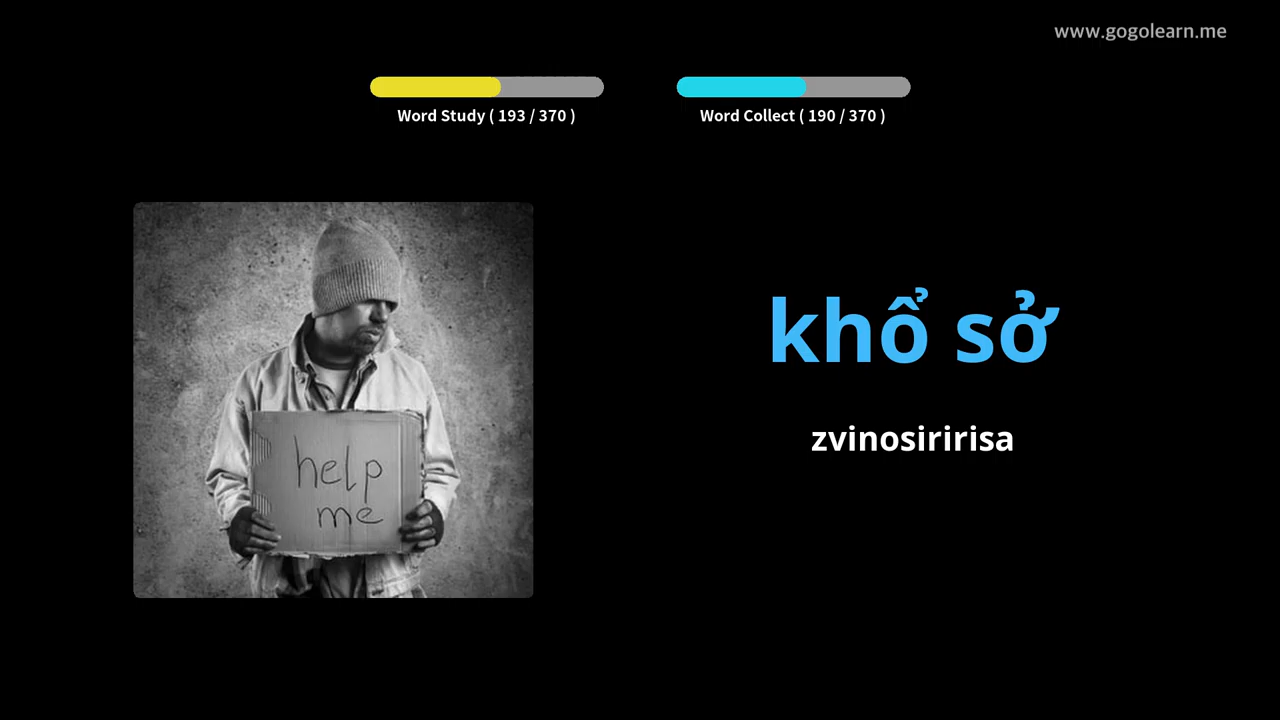 www.gogolearn.me
Word Study ( 193 / 370 )
Word Collect ( 190 / 370 )
help
me
khổ sở
zvinosiririsa